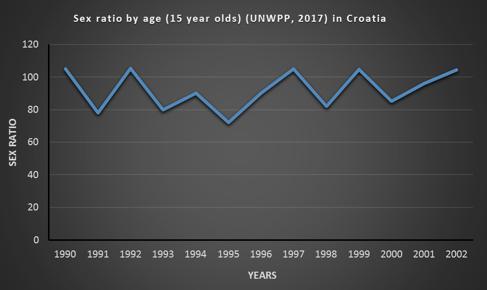 Sex ratio by age (15 year olds) (UNWPP, 2017) in Croatia
120
100
80
60
40
20
0
SEX RATIO
1990 1991 1992 1993 1994 1995 1996 1997 1998 1999 2000 2001 2002
YEARS